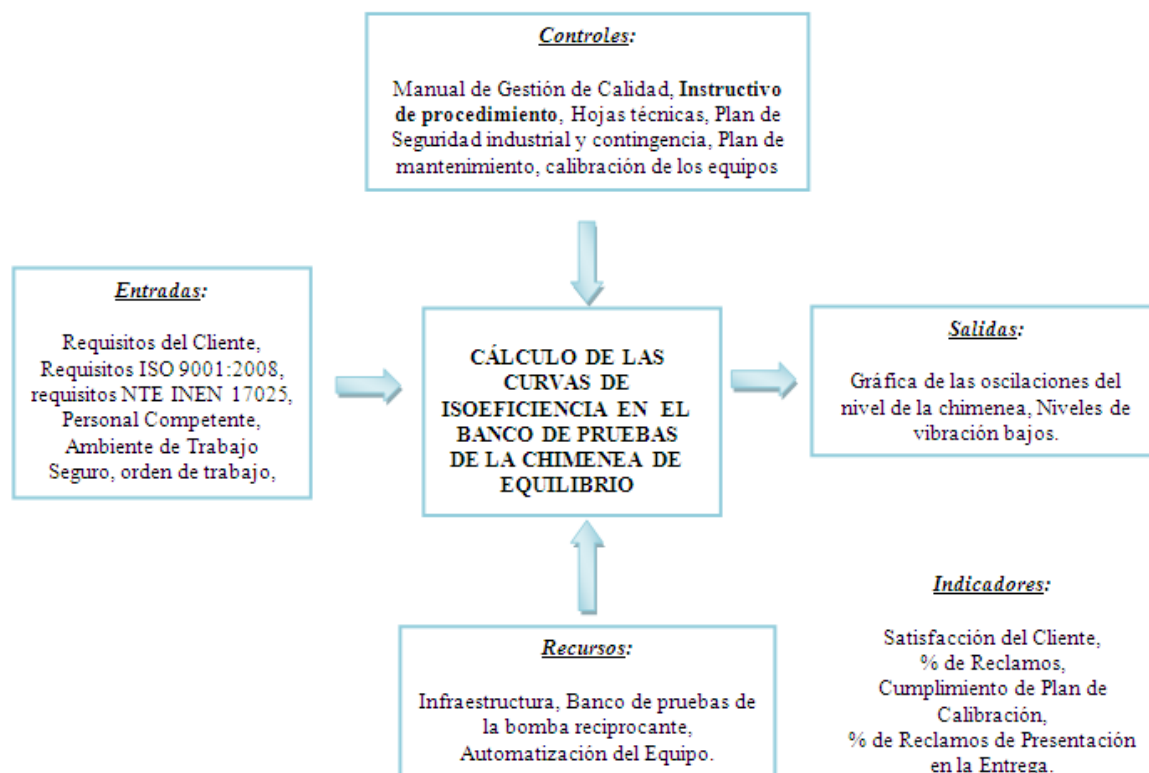 Controles:
Manual de Gestión de Calidad, Instructivo
de procedimiento, Hojas técnicas, Plan de
Seguridad industrial y contingencia, Plan de
mantenimiento, calibración de los equipos
Entradas:
Requisitos del Cliente,
Requisitos ISO 9001:2008,
requisitos NTE INEN 17025,
Personal Competente,
Ambiente de Trabajo
Seguro, orden de trabajo,
CÁLCULO DE LAS
CURVAS DE
ISOEFICIENCIA EN EL
BANCO DE PRUEBAS
DE LA CHIMENEA DE
EQUILIBRIO
Salidas:
Gráfica de las oscilaciones del
nivel de la chimenea, Niveles de
vibración bajos.
Recursos:
Infraestructura, Banco de pruebas de
la bomba reciprocante,
Automatización del Equipo.
Indicadores:
Satisfacción del Cliente,
% de Reclamos,
Cumplimiento de Plan de
Calibración,
% de Reclamos de Presentación
en la Entrega.